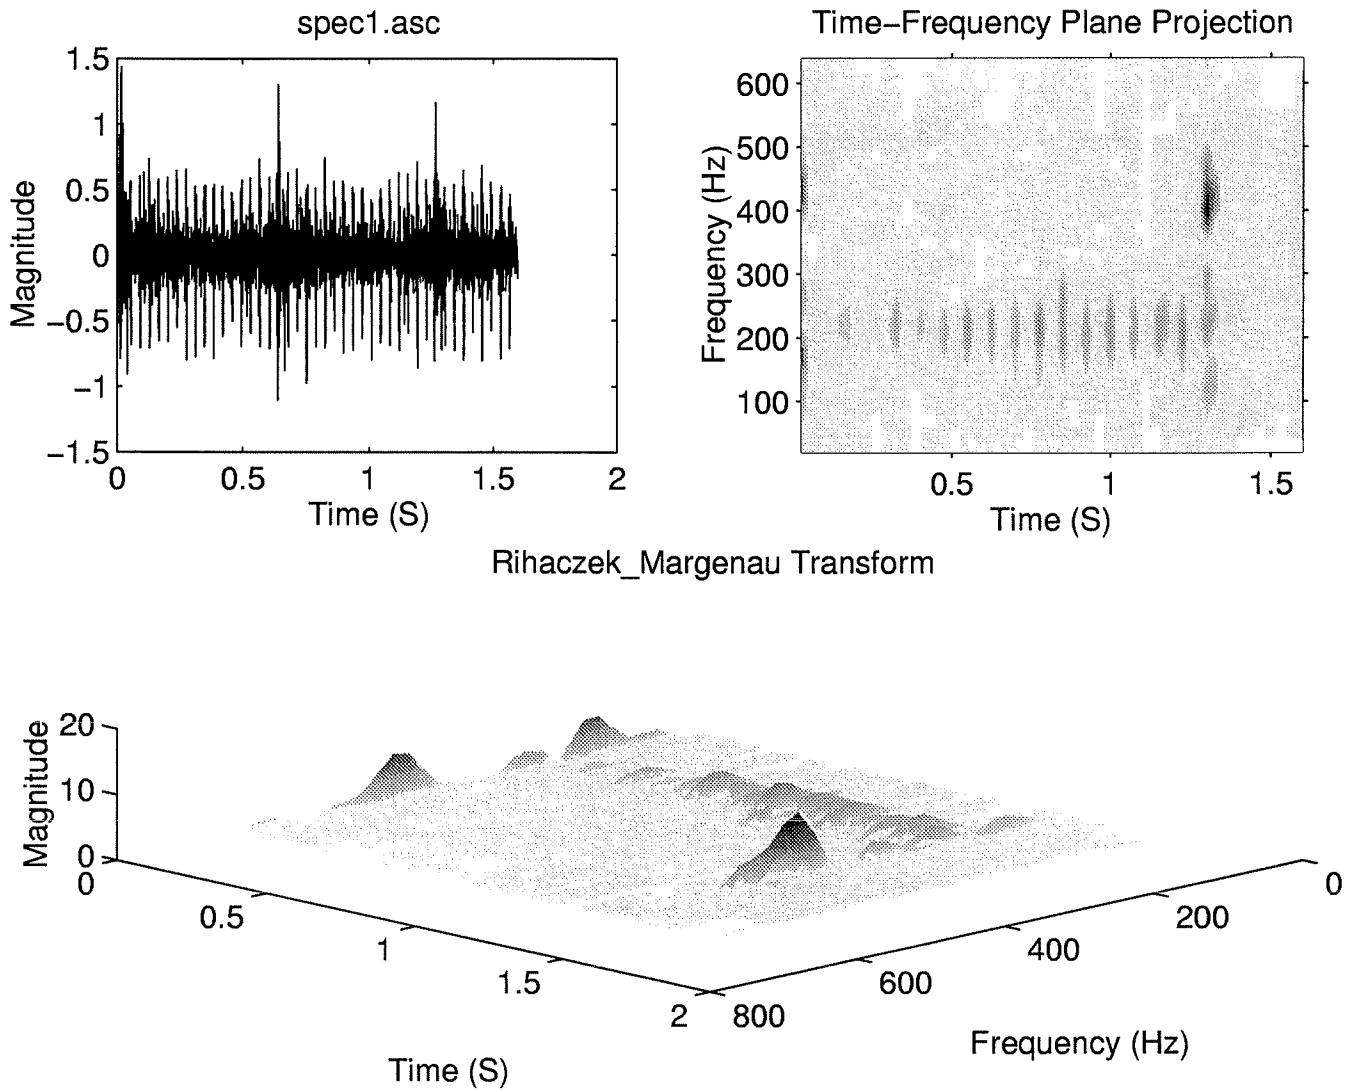 spec1.asc
1.5
1
0.5
0
−0.5
−1
−1.5
Magnitude
0 0.5 1 1.5 2
Time (S)
Time−Frequency Plane Projection
600
500
400
300
200
100
Frequency (Hz)
0.5 1 1.5
Time (S)
Rihaczek_Margenau Transform
20
10
0
Magnitude
0
0.5
1
1.5
2
Time (S)
0
200
400
600
800
Frequency (Hz)